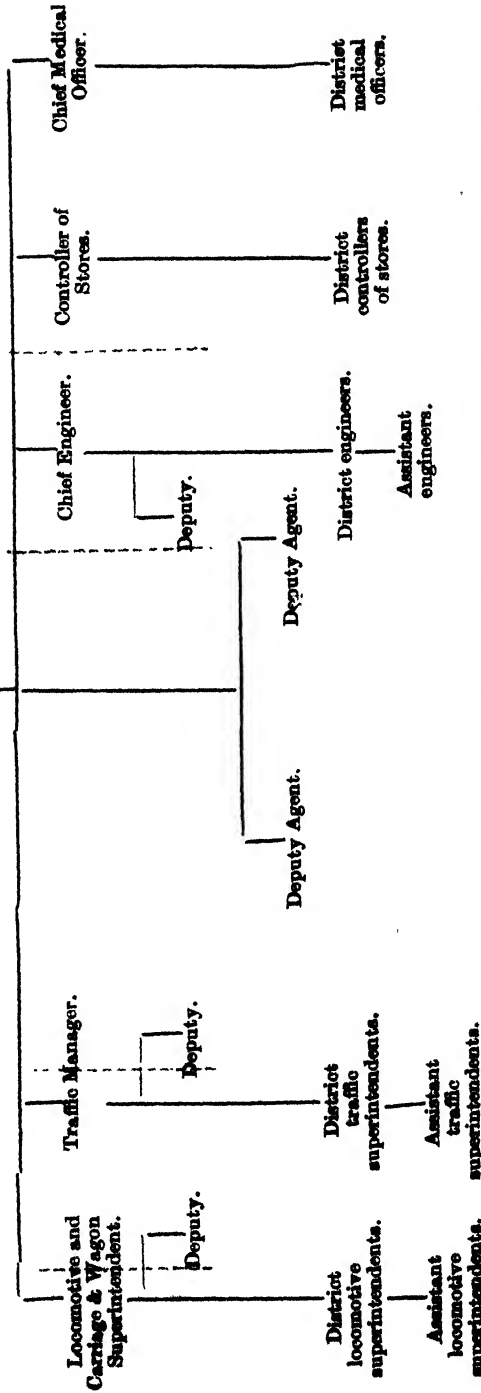 Locomotive and
Carriage & Wagon
Superintendent.
Traffic Manager.
Chief Engineer.
Controller of
Stores.
Chief Medical
Officer.
Deputy.
Deputy.
Deputy.
Deputy Agent.
Deputy Agent.
District
locomotive
superintendents.
District
traffic
superintendents.
District engineers.
District
controllers
of stores.
District
medical
officers.
Assistant
locomotive
superintendents.
Assistant
traffic
superintendents.
Assistant
engineers.